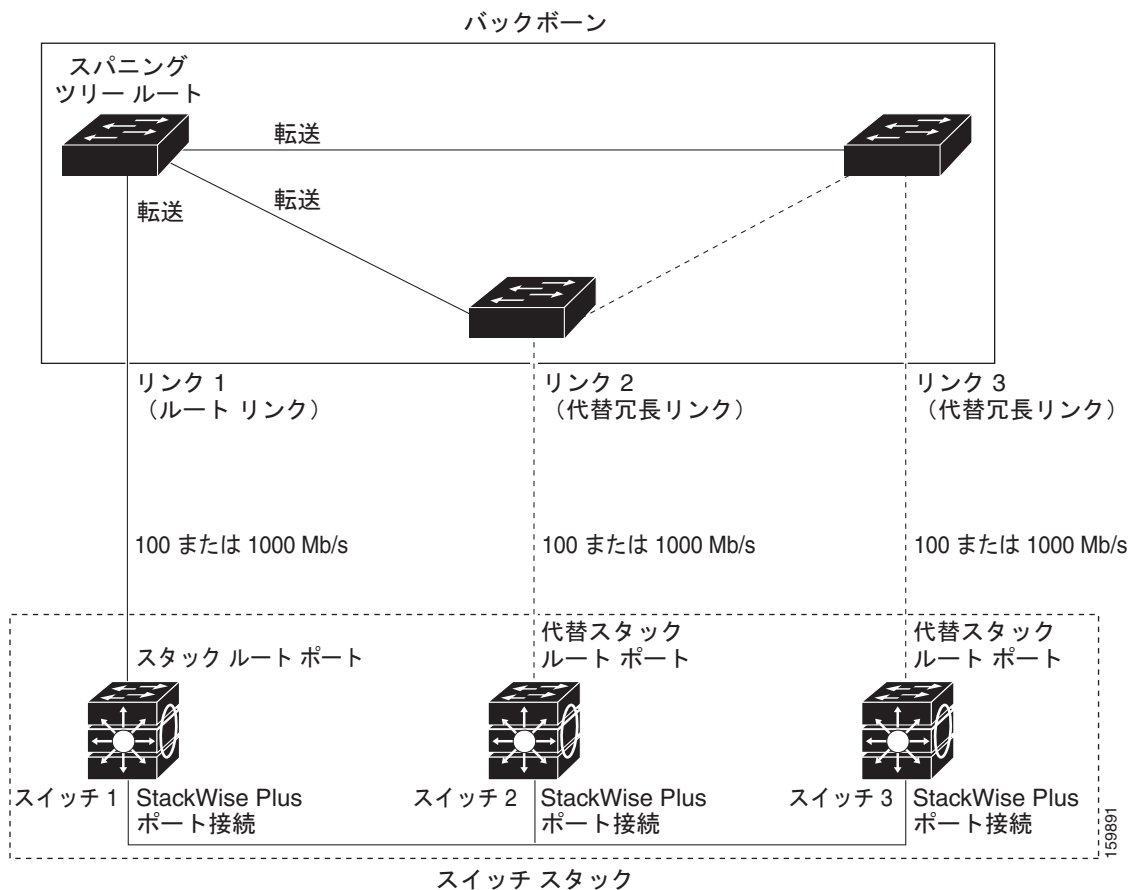 バックボーン
スパニング
ツリー ルート
転送
転送
転送
リンク 1
（ルート リンク）
リンク 2
（代替冗長リンク）
リンク 3
（代替冗長リンク）
100 または 1000 Mb/s
100 または 1000 Mb/s
100 または 1000 Mb/s
スタック ルート ポート
代替スタック
ルート ポート
代替スタック
ルート ポート
スイッチ 1
StackWise Plus
ポート接続
スイッチ 2
StackWise Plus
ポート接続
スイッチ 3
StackWise Plus
ポート接続
159891
スイッチ スタック